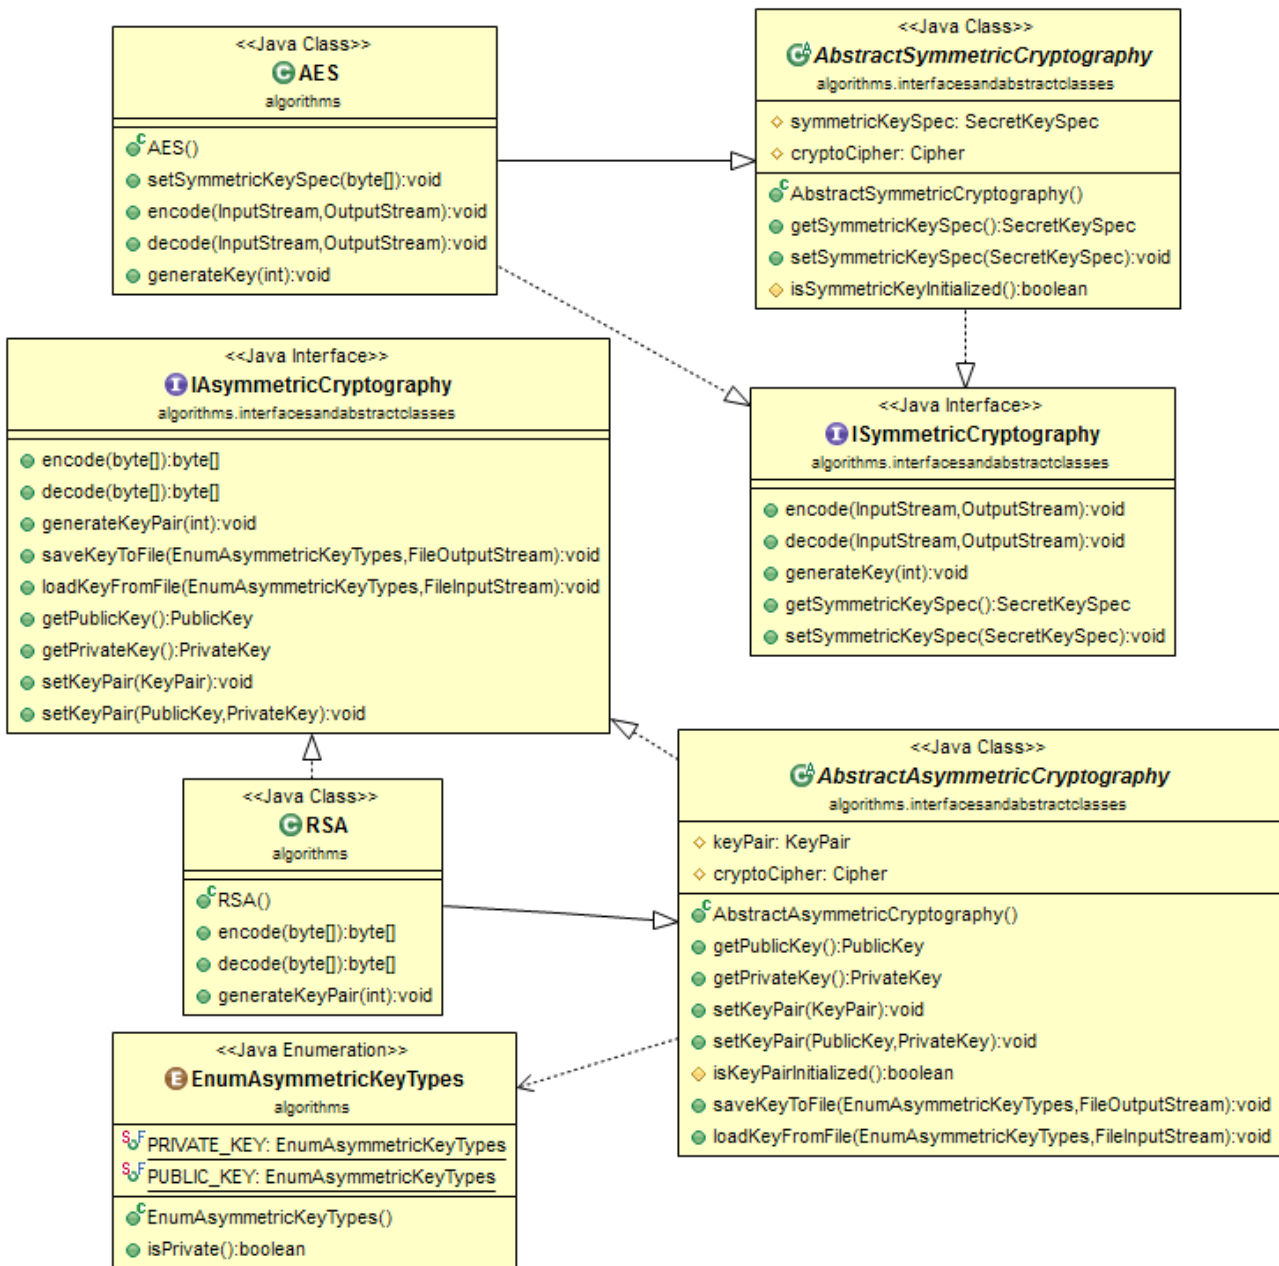 <<Java Class>>
AES
algorithms
AES()
setSymmetricKeySpec(byte[]):void
encode(InputStream,OutputStream):void
decode(InputStream,OutputStream):void
generateKey(int):void
<<Java Class>>
AbstractSymmetricCryptography
algorithms.interfacesandabstractclasses
symmetricKeySpec: SecretKeySpec
cryptoCipher: Cipher
AbstractSymmetricCryptography()
getSymmetricKeySpec():SecretKeySpec
setSymmetricKeySpec(SecretKeySpec):void
isSymmetricKeyInitialized():boolean
<<Java Interface>>
IAsymmetricCryptography
algorithms.interfacesandabstractclasses
encode(byte[]):byte[]
decode(byte[]):byte[]
generateKeyPair(int):void
saveKeyToFile(EnumAsymmetricKeyTypes,FileOutputStream):void
loadKeyFromFile(EnumAsymmetricKeyTypes,FileInputStream):void
getPublicKey():PublicKey
getPrivateKey():PrivateKey
setKeyPair(KeyPair):void
setKeyPair(PublicKey,PrivateKey):void
<<Java Interface>>
ISymmetricCryptography
algorithms.interfacesandabstractclasses
encode(InputStream,OutputStream):void
decode(InputStream,OutputStream):void
generateKey(int):void
getSymmetricKeySpec():SecretKeySpec
setSymmetricKeySpec(SecretKeySpec):void
<<Java Class>>
RSA
algorithms
RSA()
encode(byte[]):byte[]
decode(byte[]):byte[]
generateKeyPair(int):void
<<Java Class>>
AbstractAsymmetricCryptography
algorithms.interfacesandabstractclasses
keyPair: KeyPair
cryptoCipher: Cipher
AbstractAsymmetricCryptography()
getPublicKey():PublicKey
getPrivateKey():PrivateKey
setKeyPair(KeyPair):void
setKeyPair(PublicKey,PrivateKey):void
isKeyPairInitialized():boolean
saveKeyToFile(EnumAsymmetricKeyTypes,FileOutputStream):void
loadKeyFromFile(EnumAsymmetricKeyTypes,FileInputStream):void
<<Java Enumeration>>
EnumAsymmetricKeyTypes
algorithms
PRIVATE_KEY: EnumAsymmetricKeyTypes
PUBLIC_KEY: EnumAsymmetricKeyTypes
EnumAsymmetricKeyTypes()
isPrivate():boolean